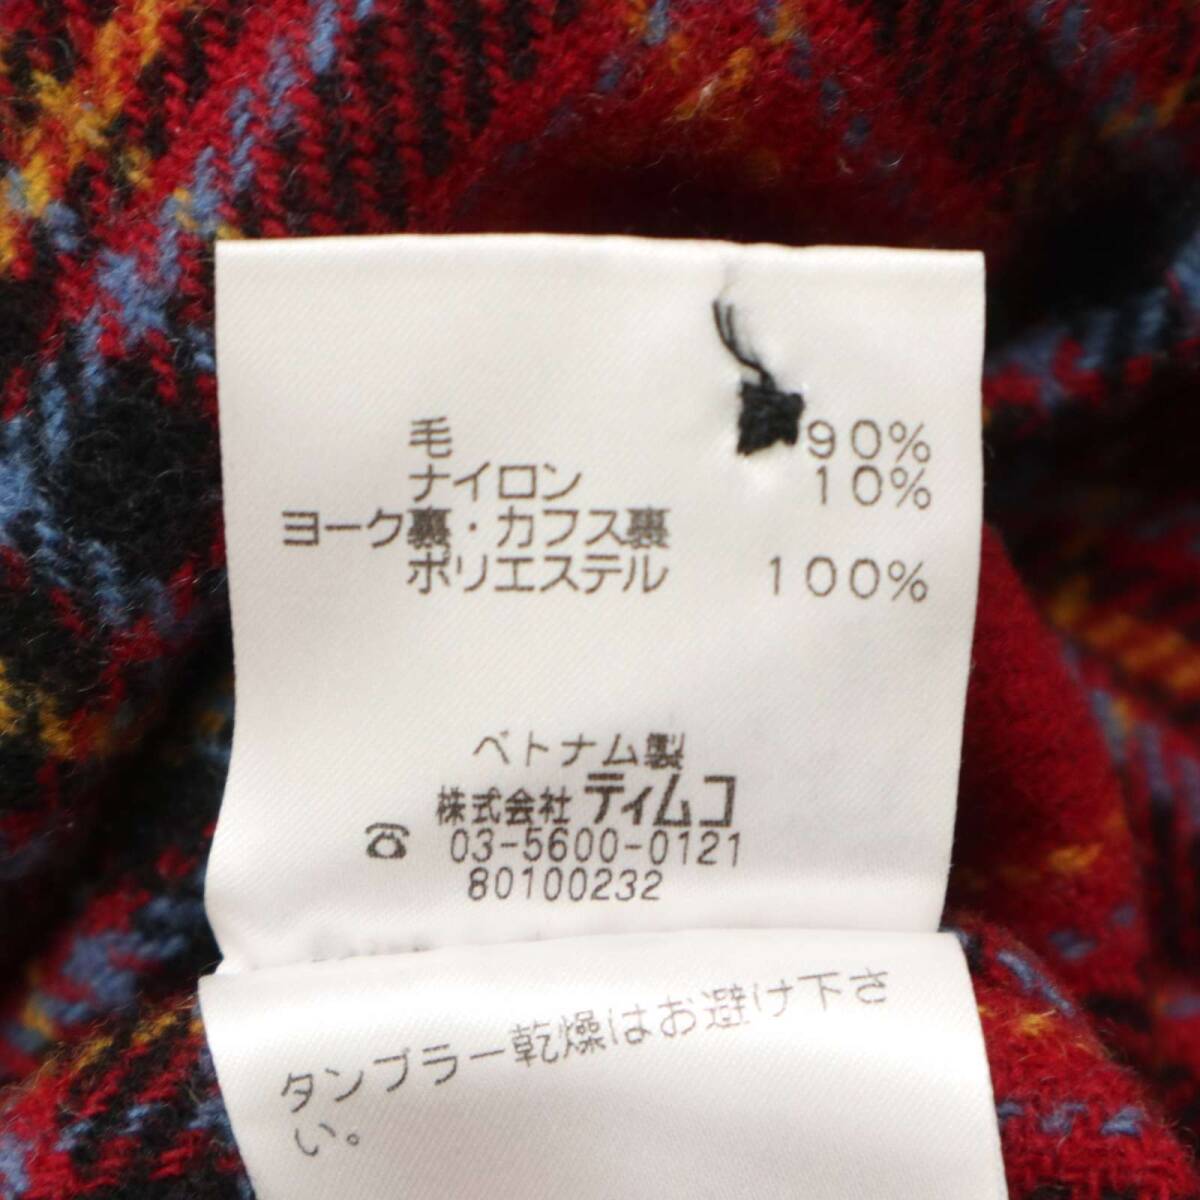 毛 90%
ナイロン 10%
ヨーク裏・カフス裏
ポリエステル 100%
ベトナム製
株式会社 ティムコ
☎ 03-5600-0121
80100232
タンブラー乾燥はお避け下さ
い。